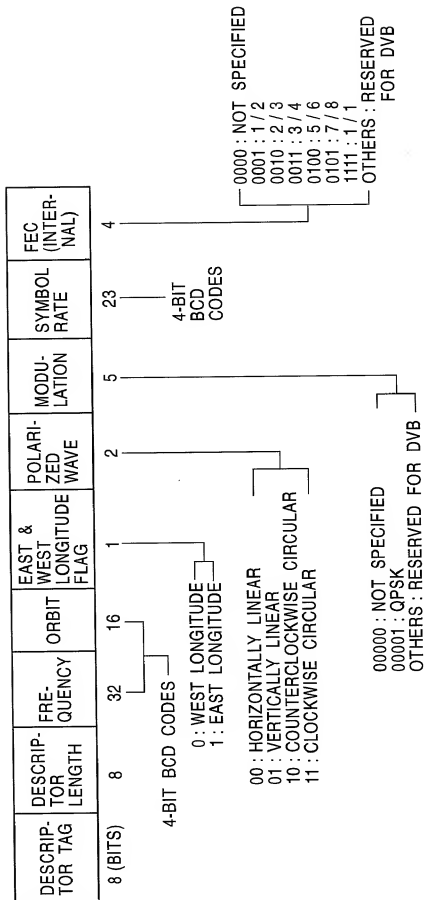 DESCRIP-
TOR TAG
DESCRIP-
TOR
LENGTH
FRE-
QUENCY
ORBIT
EAST &
WEST
LONGITUDE
FLAG
POLARI-
ZED
WAVE
MODU-
LATION
SYMBOL
RATE
FEC
(INTER-
NAL)
8 (BITS)
8
32
16
1
2
5
23
4
4-BIT BCD CODES
0 : WEST LONGITUDE
1 : EAST LONGITUDE
00 : HORIZONTALLY LINEAR
01 : VERTICALLY LINEAR
10 : COUNTERCLOCKWISE CIRCULAR
11 : CLOCKWISE CIRCULAR
00000 : NOT SPECIFIED
00001 : QPSK
OTHERS : RESERVED FOR DVB
4-BIT
BCD
CODES
0000 : NOT SPECIFIED
0001 : 1 / 2
0010 : 2 / 3
0011 : 3 / 4
0100 : 5 / 6
0101 : 7 / 8
1111 : 1 / 1
OTHERS : RESERVED
FOR DVB